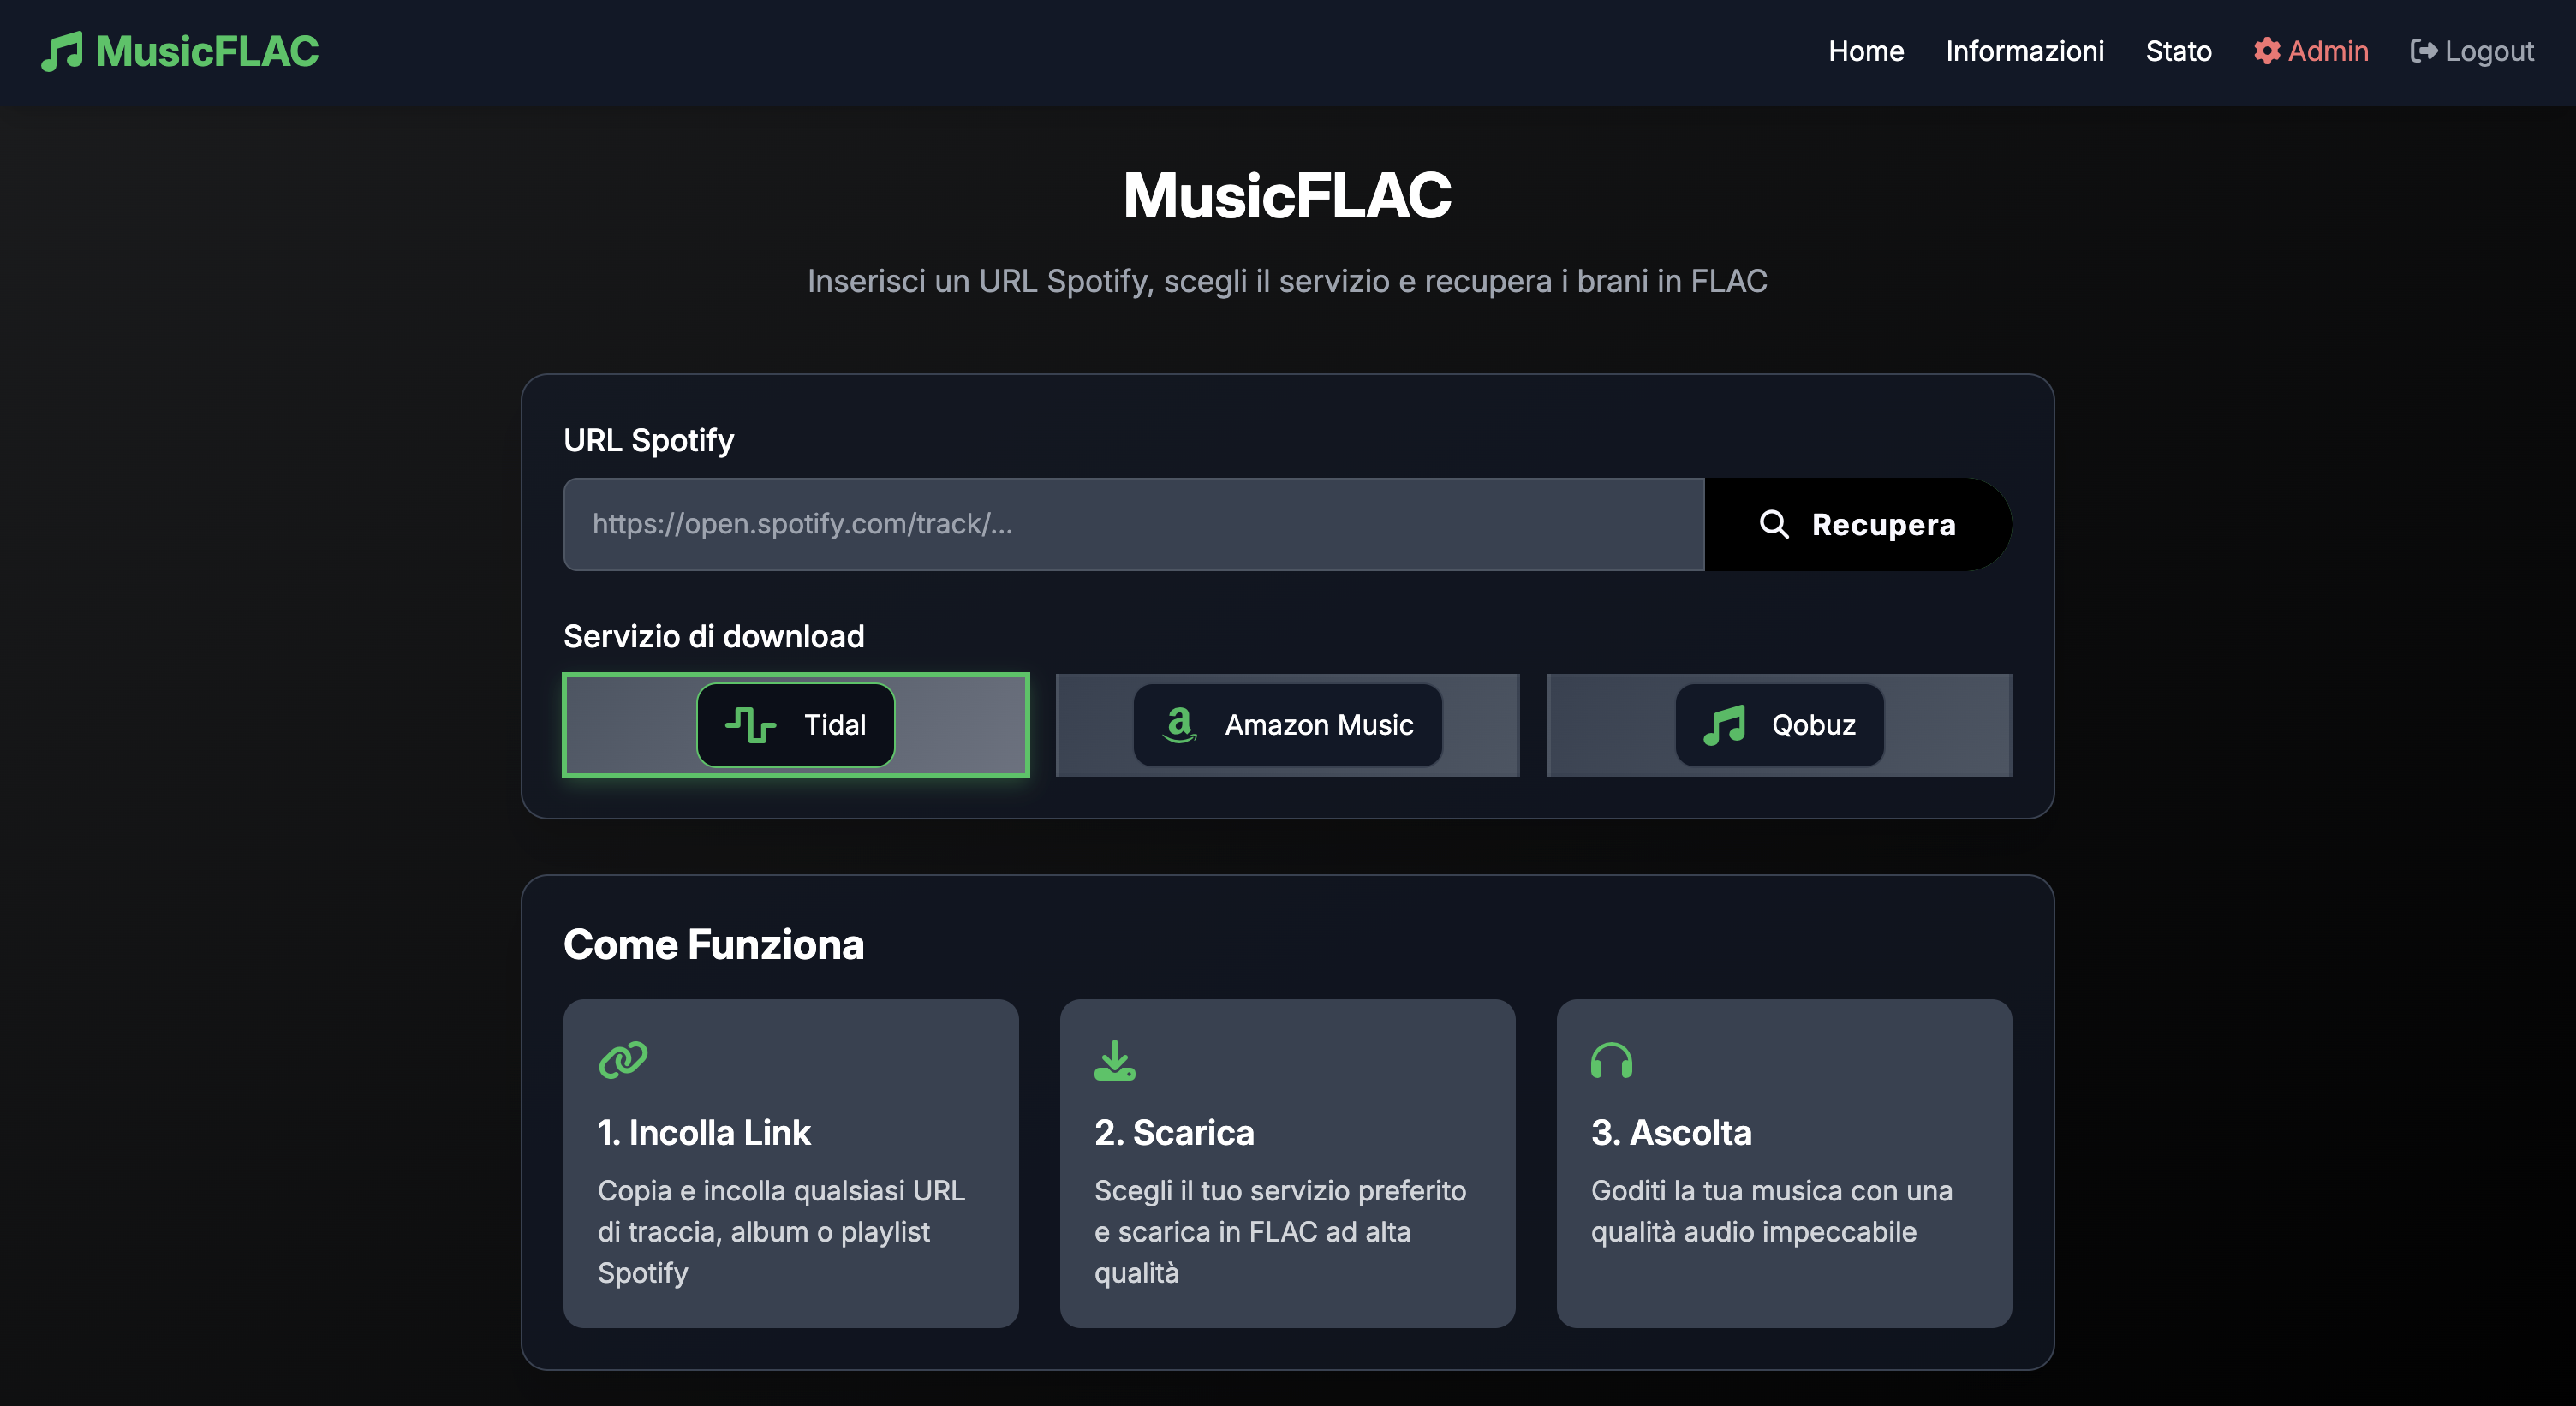 MusicFLAC
Home
Informazioni
Stato
Admin
Logout
MusicFLAC
Inserisci un URL Spotify, scegli il servizio e recupera i brani in FLAC
URL Spotify
https://open.spotify.com/track/...
Recupera
Servizio di download
Tidal
Amazon Music
Qobuz
Come Funziona
1. Incolla Link
Copia e incolla qualsiasi URL
di traccia, album o playlist
Spotify
2. Scarica
Scegli il tuo servizio preferito
e scarica in FLAC ad alta
qualità
3. Ascolta
Goditi la tua musica con una
qualità audio impeccabile